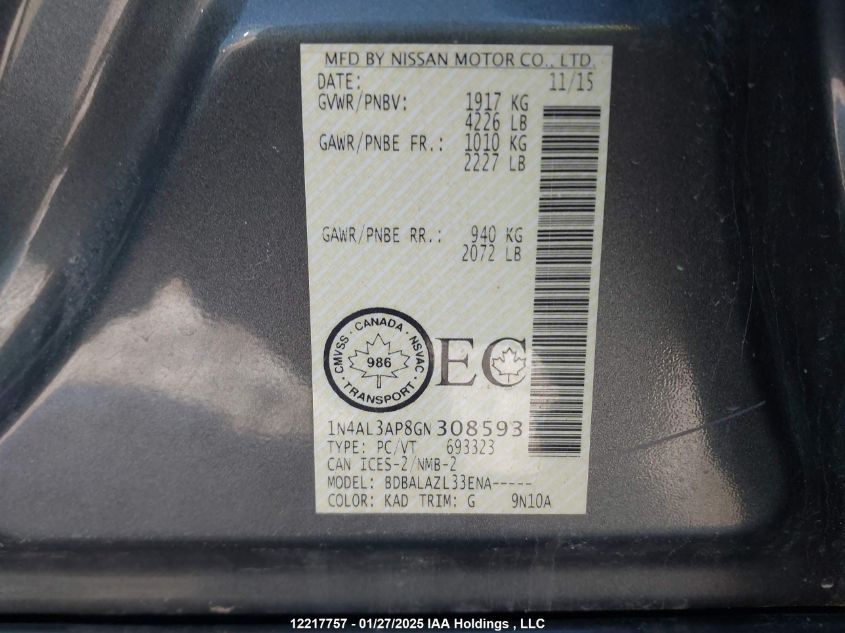 MFD BY NISSAN MOTOR CO., LTD.
DATE: 11/15
GVWR/PNBV: 1917 KG
4226 LB
GAWR/PNBE FR.: 1010 KG
2227 LB
GAWR/PNBE RR.: 940 KG
2072 LB
CMVSS · CANADA · NSVAC · TRANSPORT ·
986
EC
1N4AL3AP8GN 308593
TYPE: PC/VT 693323
CAN ICES-2/NMB-2
MODEL: BDBALAZL33ENA-----
COLOR: KAD TRIM: G 9N10A
12217757 - 01/27/2025 IAA Holdings , LLC